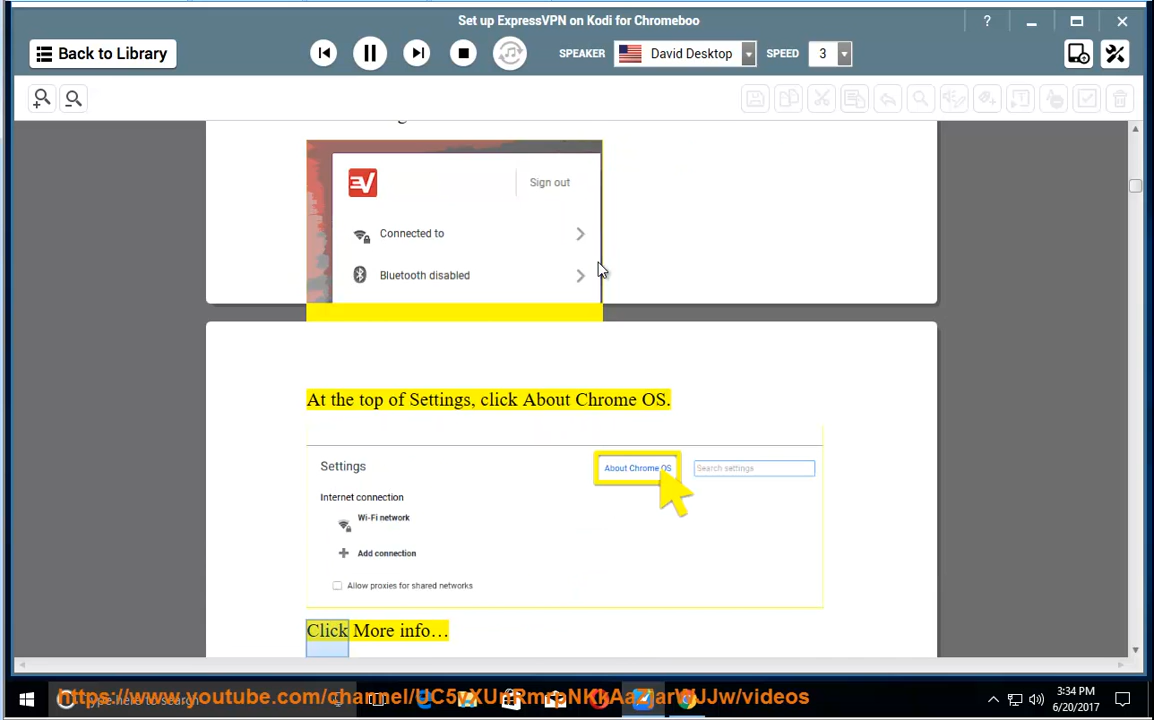 Set up ExpressVPN on Kodi for Chromeboo
Back to Library
SPEAKER
David Desktop
SPEED
3
Sign out
Connected to
Bluetooth disabled
At the top of Settings, click About Chrome OS.
Settings
About Chrome OS
Search settings
Internet connection
Wi-Fi network
Add connection
Allow proxies for shared networks
Click More info...
3:34 PM
6/20/2017